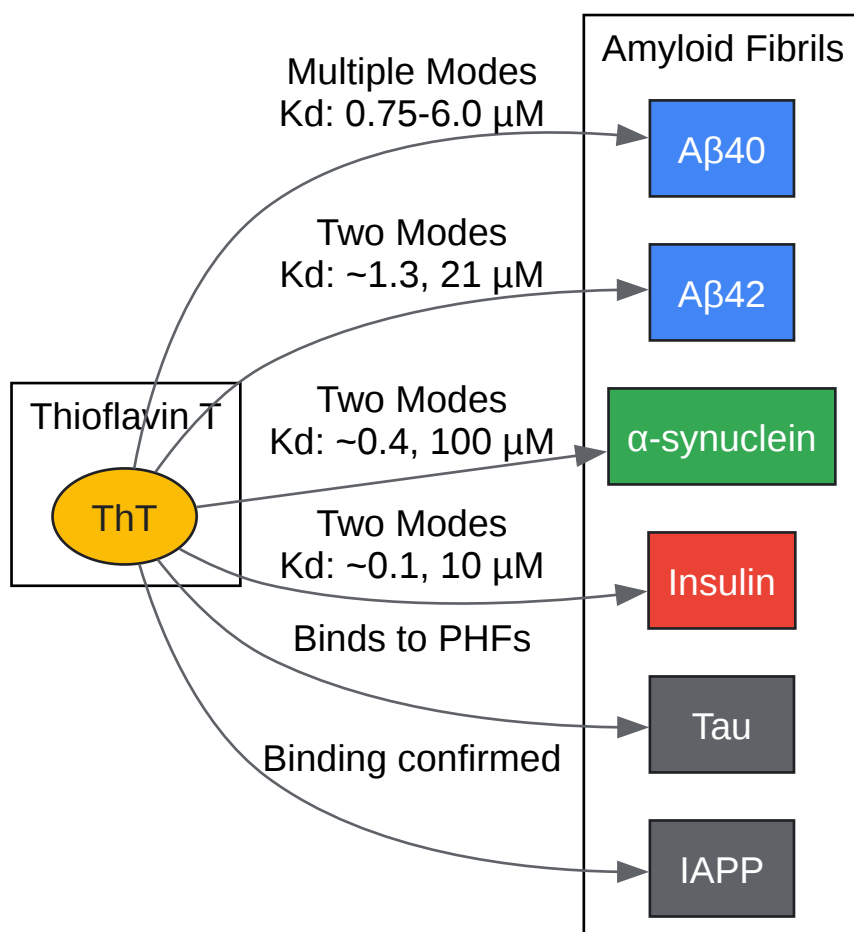 Amyloid Fibrils
Multiple Modes
Kd: 0.75-6.0 µM
Aβ40
Two Modes
Kd: ~1.3, 21 µM
Aβ42
Thioflavin T
ThT
Two Modes
Kd: ~0.4, 100 µM
α-synuclein
Two Modes
Kd: ~0.1, 10 µM
Insulin
Binds to PHFs
Tau
Binding confirmed
IAPP